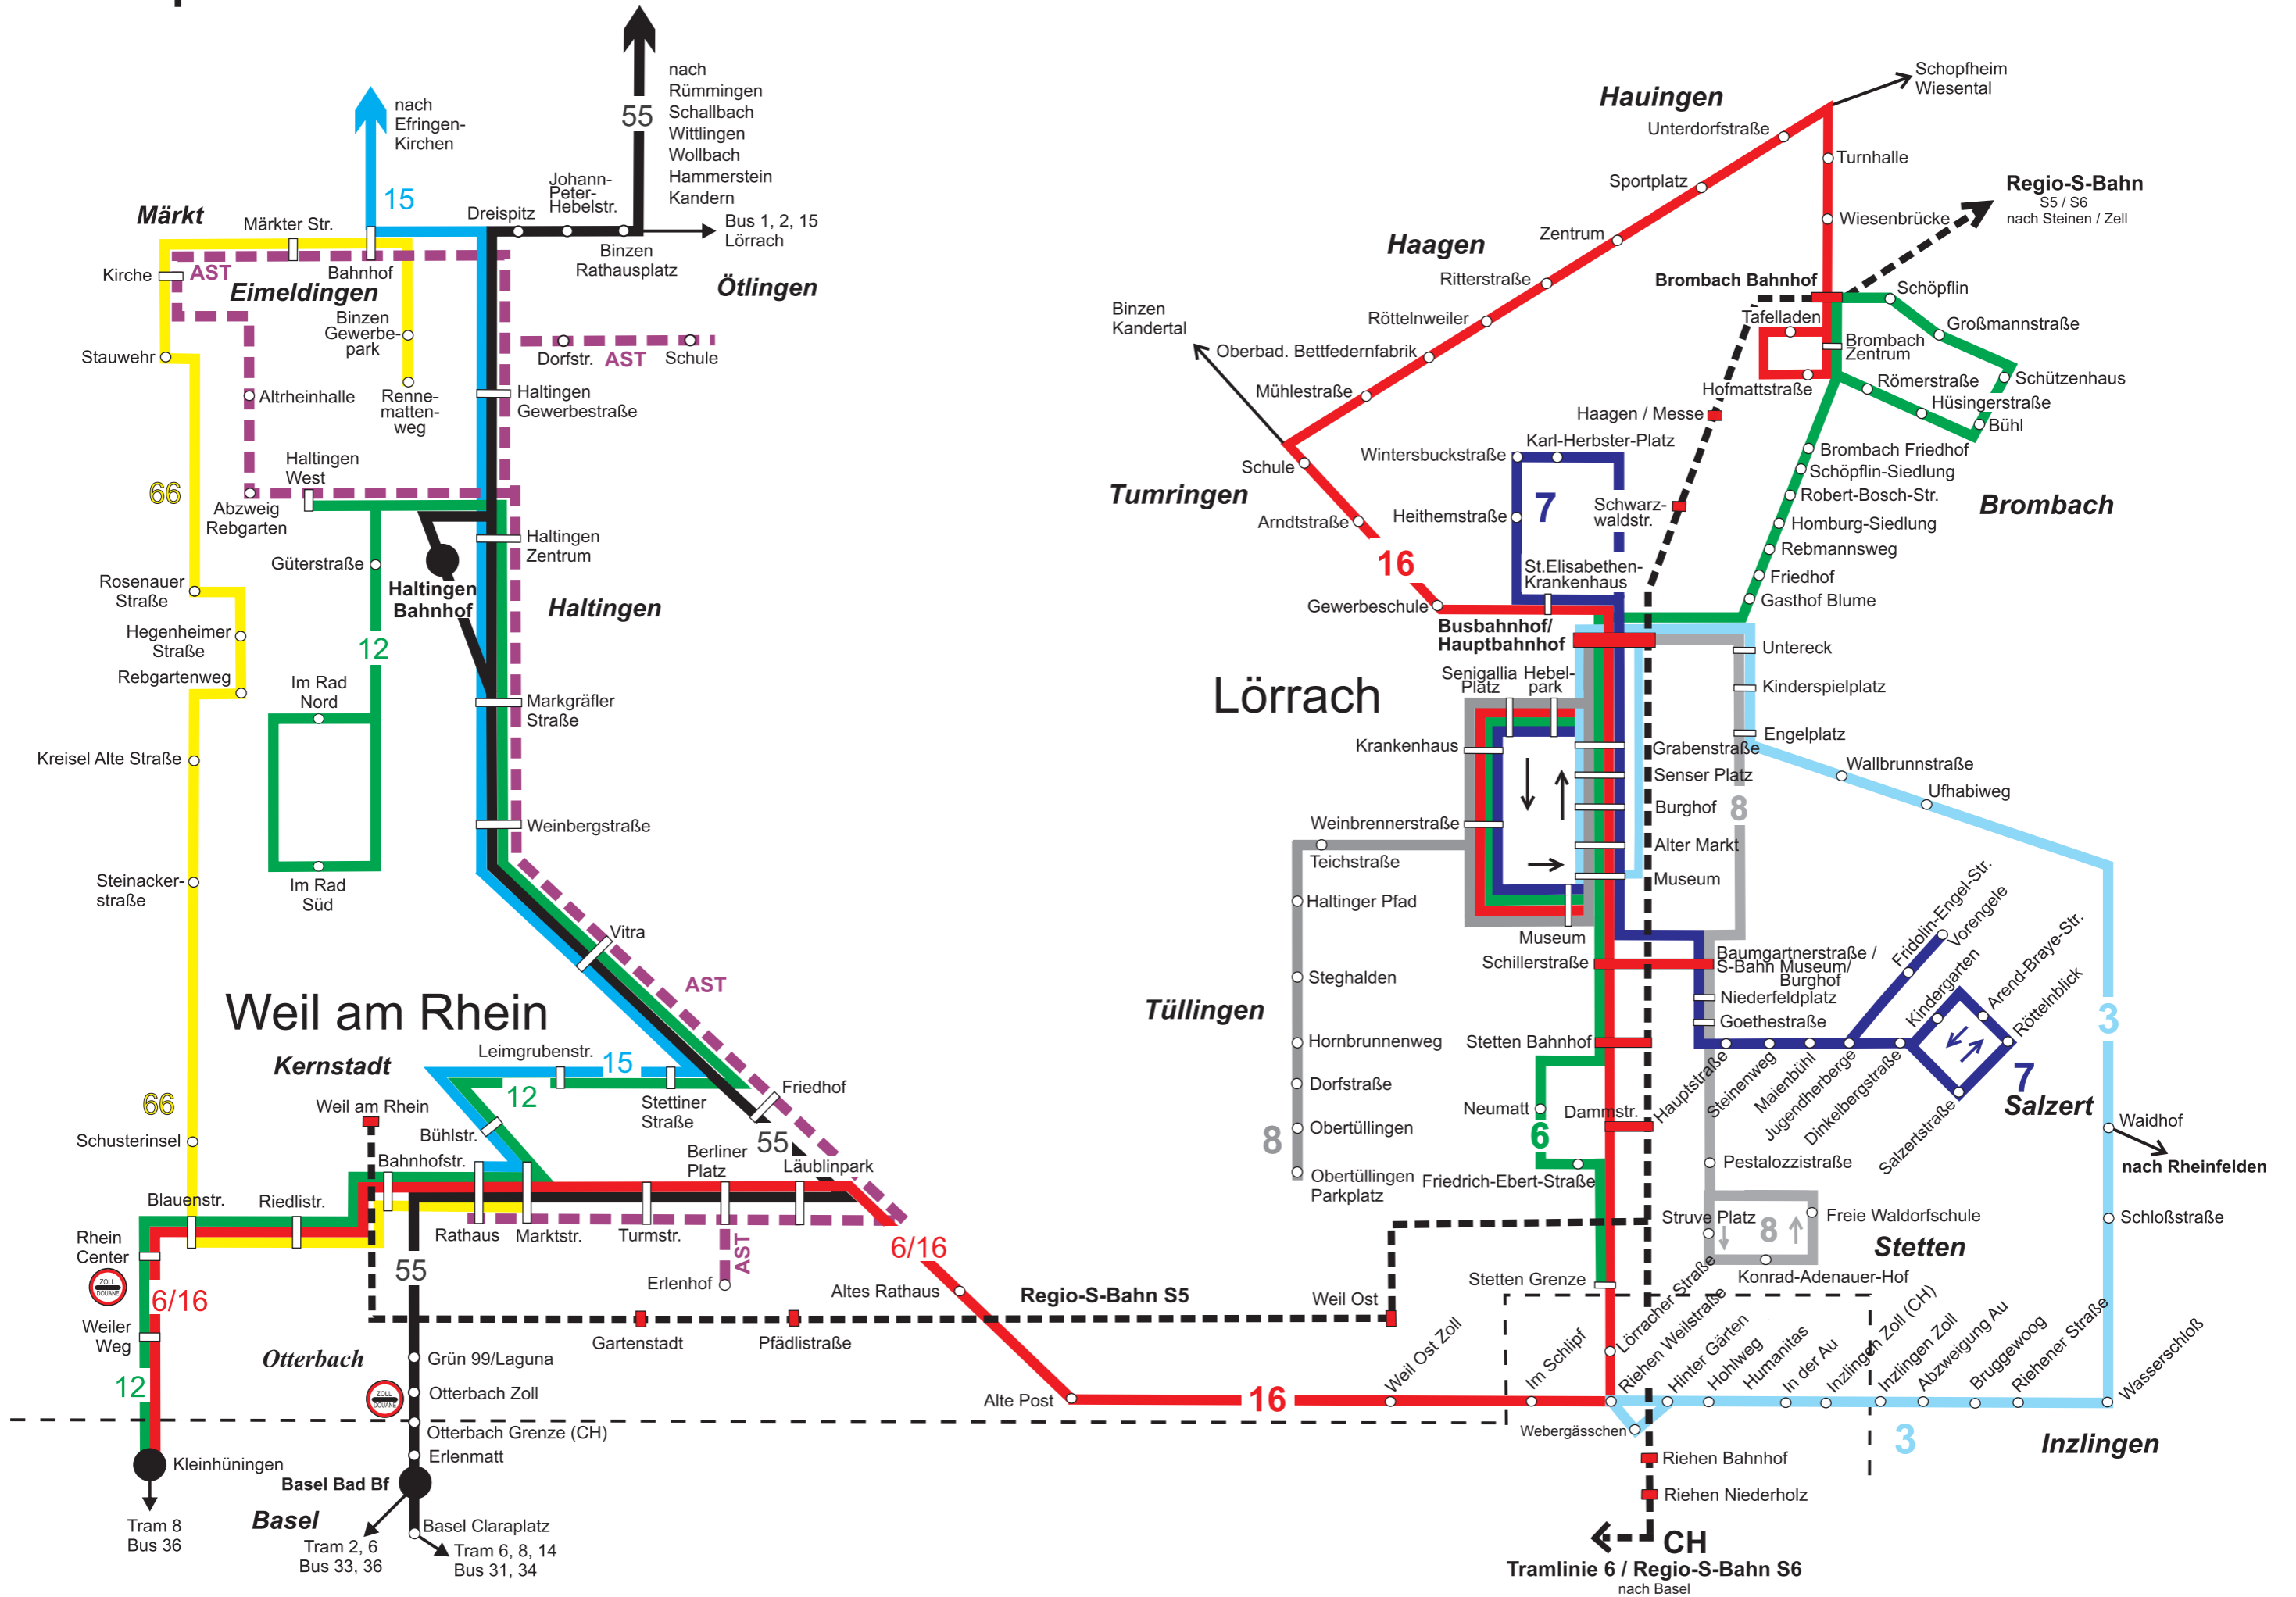 nach
Efringen-
Kirchen
15
55
nach
Rümmingen
Schallbach
Wittlingen
Wollbach
Hammerstein
Kandern
Bus 1, 2, 15
Lörrach
Johann-
Peter-
Hebelstr.
Dreispitz
Binzen
Rathausplatz
Ötlingen
Märkt
Märkter Str.
Kirche
AST
Bahnhof
Eimeldingen
Binzen
Gewerbe-
park
Stauwehr
Renne-
matten-
weg
Altrheinhalle
Dorfstr.
AST
Schule
Haltingen
Gewerbestraße
Haltingen
West
66
Abzweig
Rebgarten
Güterstraße
Haltingen
Zentrum
Haltingen
Bahnhof
Haltingen
Rosenauer
Straße
Hegenheimer
Straße
12
Rebgartenweg
Im Rad
Nord
Markgräfler
Straße
Kreisel Alte Straße
Weinbergstraße
Steinacker-
straße
Im Rad
Süd
Vitra
AST
Weil am Rhein
Kernstadt
Leimgrubenstr.
15
12
Stettiner
Straße
Friedhof
66
Weil am Rhein
Schusterinsel
Bühlstr.
Bahnhofstr.
Berliner
Platz
55
Läublinpark
Blauenstr.
Riedlistr.
Rathaus
Marktstr.
Turmstr.
AST
Erlenhof
Rhein
Center
ZOLL
DOUANE
6/16
55
6/16
Altes Rathaus
Weiler
Weg
Otterbach
Gartenstadt
Pfädlistraße
Regio-S-Bahn S5
Weil Ost
Grün 99/Laguna
12
ZOLL
DOUANE
Otterbach Zoll
Otterbach Grenze (CH)
Erlenmatt
Kleinhüningen
Basel Bad Bf
Basel
Basel Claraplatz
Tram 8
Bus 36
Tram 2, 6
Bus 33, 36
Tram 6, 8, 14
Bus 31, 34
Alte Post
16
Weil Ost Zoll
Im Schlipf
Lörracher Straße
Riehen Weilstraße
Hinter Gärten
Hohlweg
Humanitas
In der Au
Inzlingen Zoll (CH)
Inzlingen Zoll
Abzweigung Au
Bruggewoog
Riehener Straße
Wasserschloß
Webergässchen
3
Inzlingen
Riehen Bahnhof
Riehen Niederholz
CH
Tramlinie 6 / Regio-S-Bahn S6
nach Basel
Schopfheim
Wiesental
Hauingen
Unterdorfstraße
Turnhalle
Sportplatz
Wiesenbrücke
Regio-S-Bahn
S5 / S6
nach Steinen / Zell
Haagen
Zentrum
Ritterstraße
Brombach Bahnhof
Schöpflin
Binzen
Kandertal
Röttelnweiler
Tafelladen
Großmannstraße
Oberbad. Bettfedernfabrik
Brombach
Zentrum
Mühlestraße
Hofmattstraße
Römerstraße
Schützenhaus
Hüsingerstraße
Bühl
Haagen / Messe
Karl-Herbster-Platz
Wintersbuckstraße
Schule
Brombach Friedhof
Schöpflin-Siedlung
Tumringen
7
Schwarz-
waldstr.
Robert-Bosch-Str.
Brombach
Arndtstraße
Heithemstraße
Homburg-Siedlung
Rebmannsweg
16
St.Elisabethen-
Krankenhaus
Friedhof
Gasthof Blume
Gewerbeschule
Busbahnhof/
Hauptbahnhof
Untereck
Lörrach
Senigallia
Platz
Hebel-
park
Kinderspielplatz
Krankenhaus
Grabenstraße
Engelplatz
Senser Platz
Wallbrunnstraße
Burghof
8
Ufhabiweg
Weinbrennerstraße
Alter Markt
Teichstraße
Museum
Haltinger Pfad
Museum
Schillerstraße
Baumgartnerstraße /
S-Bahn Museum/
Burghof
Fridolin-Engel-Str.
Vorengele
Kindergarten
Arend-Braye-Str.
Röttelnblick
Steghalden
Niederfeldplatz
Tüllingen
Goethestraße
3
Hornbrunnenweg
Stetten Bahnhof
Hauptstraße
Steinenweg
Maienbühl
Jugendherberge
Dinkelbergstraße
Salzertstraße
7
Salzert
Dorfstraße
Neumatt
Dammstr.
6
8
Obertüllingen
Waidhof
nach Rheinfelden
Obertüllingen
Parkplatz
Friedrich-Ebert-Straße
Pestalozzistraße
Struve Platz
8
Freie Waldorfschule
Schloßstraße
Stetten
Stetten Grenze
Konrad-Adenauer-Hof